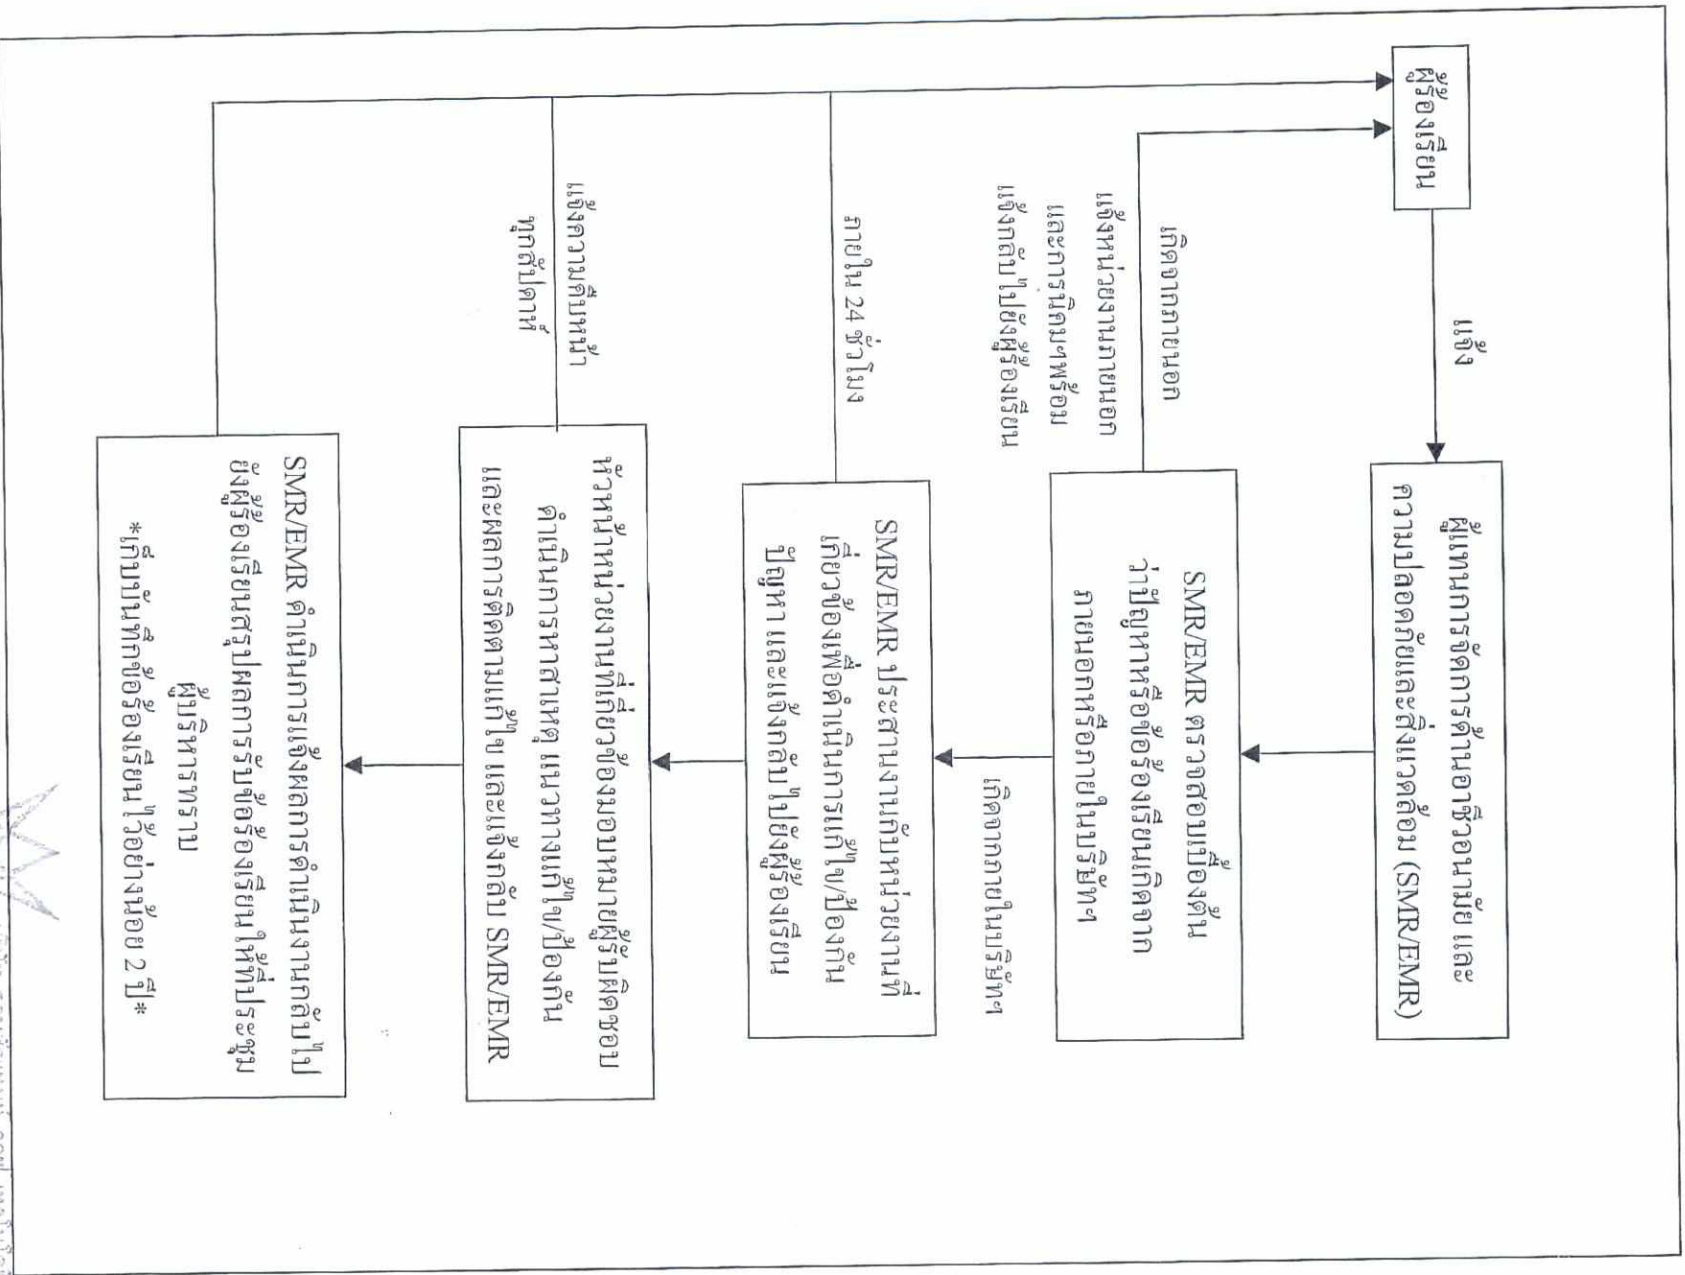 ผู้ร้องเรียน
แจ้ง
ผู้แทนการจัดการด้านอาชีวอนามัย และ
ความปลอดภัยและสิ่งแวดล้อม (SMR/EMR)
เกิดจากภายนอก
แจ้งหน่วยงานภายนอก
และการนิคมฯพร้อม
แจ้งกลับไปยังผู้ร้องเรียน
SMR/EMR ตรวจสอบเบื้องต้น
ว่าปัญหาหรือข้อร้องเรียนเกิดจาก
ภายนอกหรือภายในบริษัทฯ
เกิดจากภายในบริษัทฯ
ภายใน 24 ชั่วโมง
SMR/EMR ประสานงานกับหน่วยงานที่
เกี่ยวข้องเพื่อดำเนินการแก้ไข/ป้องกัน
ปัญหา และแจ้งกลับไปยังผู้ร้องเรียน
แจ้งความคืบหน้า
ทุกสัปดาห์
หัวหน้าหน่วยงานที่เกี่ยวข้องมอบหมายผู้รับผิดชอบ
ดำเนินการหาสาเหตุ แนวทางแก้ไข/ป้องกัน
และผลการติดตามแก้ไข และแจ้งกลับ SMR/EMR
SMR/EMR ดำเนินการแจ้งผลการดำเนินงานกลับไป
ยังผู้ร้องเรียนสรุปผลการรับข้อร้องเรียนให้ที่ประชุม
ผู้บริหารทราบ
*เก็บบันทึกข้อร้องเรียนไว้อย่างน้อย 2 ปี*